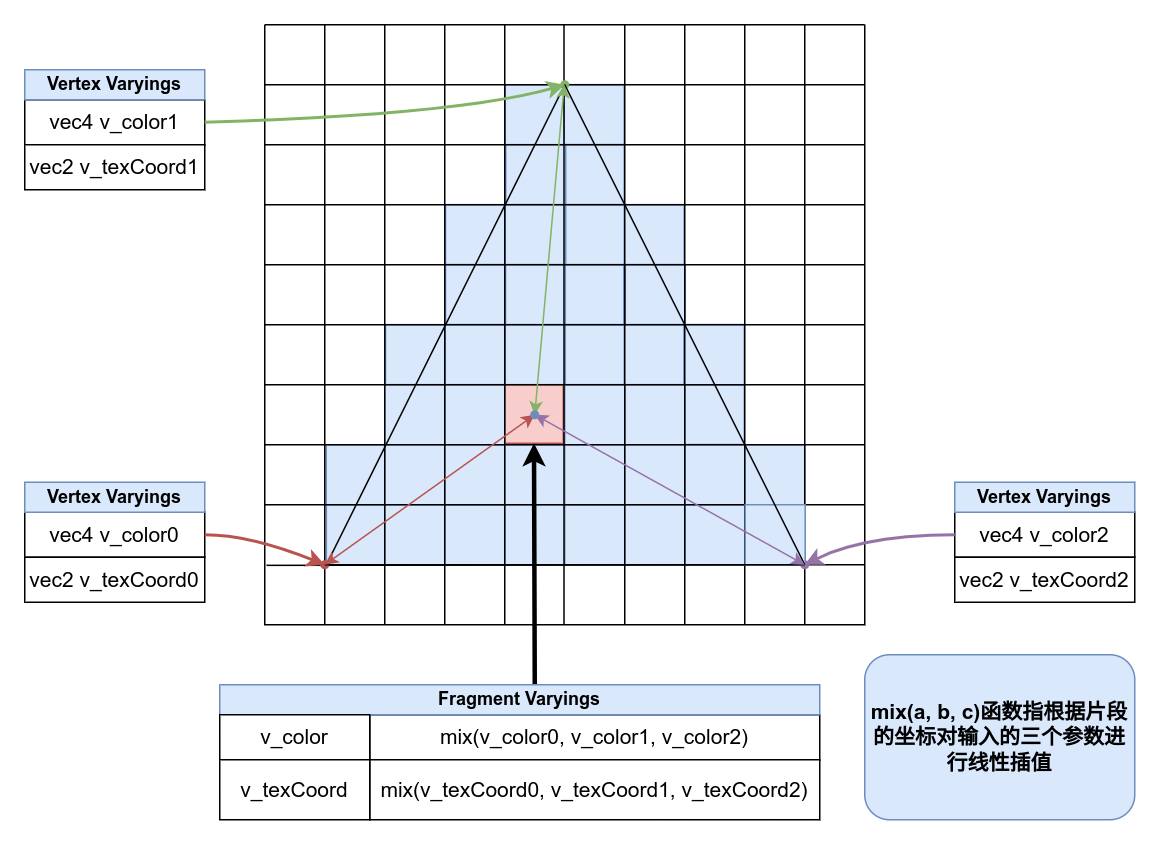 Vertex Varyings
vec4 v_color1
vec2 v_texCoord1
Vertex Varyings
vec4 v_color0
vec2 v_texCoord0
Vertex Varyings
vec4 v_color2
vec2 v_texCoord2
Fragment Varyings
v_color
mix(v_color0, v_color1, v_color2)
v_texCoord
mix(v_texCoord0, v_texCoord1, v_texCoord2)
mix(a, b, c)函数指根据片段
的坐标对输入的三个参数进
行线性插值